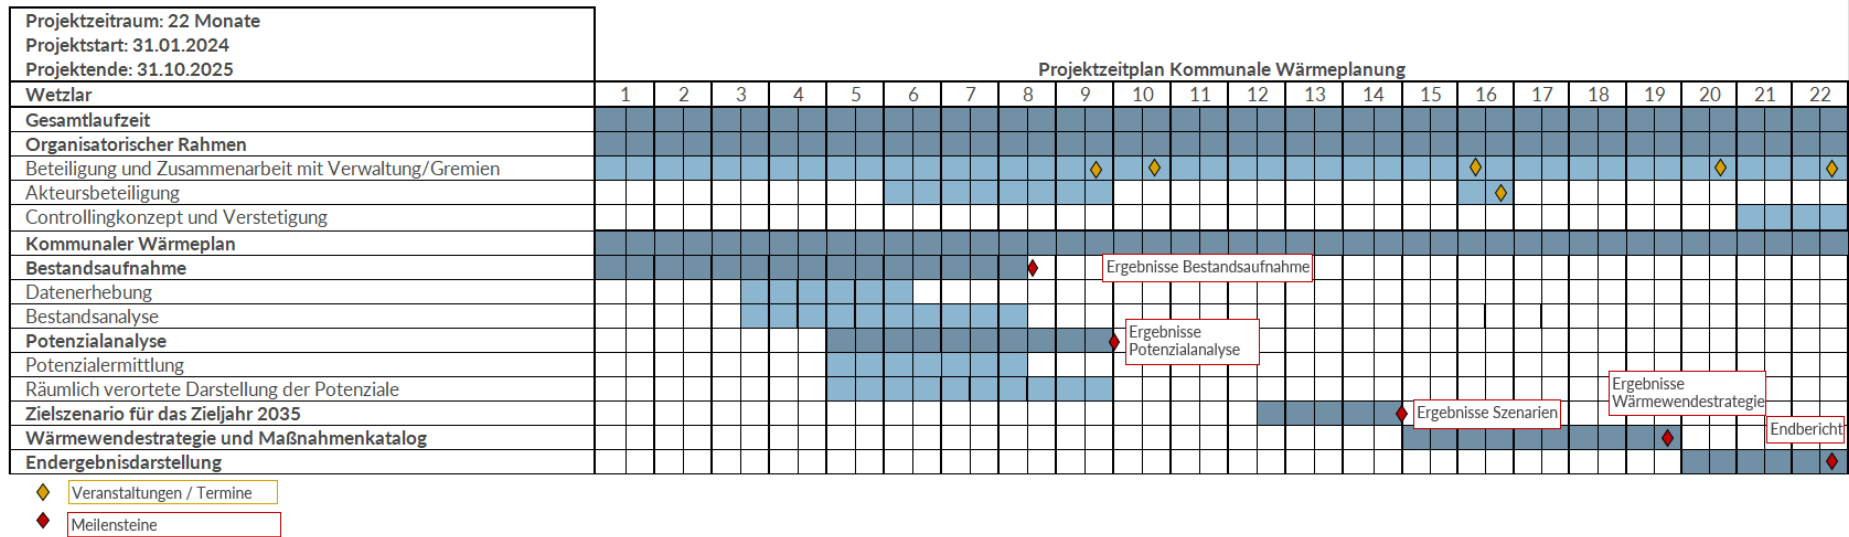 Projektzeitraum: 22 Monate
Projektstart: 31.01.2024
Projektende: 31.10.2025
Projektzeitplan Kommunale Wärmeplanung
Wetzlar 1 2 3 4 5 6 7 8 9 10 11 12 13 14 15 16 17 18 19 20 21 22
Gesamtlaufzeit
Organisatorischer Rahmen
Beteiligung und Zusammenarbeit mit Verwaltung/Gremien
Akteursbeteiligung
Controllingkonzept und Verstetigung
Kommunaler Wärmeplan
Bestandsaufnahme
Ergebnisse Bestandsaufnahme
Datenerhebung
Bestandsanalyse
Potenzialanalyse
Ergebnisse
Potenzialanalyse
Potenzialermittlung
Räumlich verortete Darstellung der Potenziale
Ergebnisse
Wärmewendestrategie
Zielszenario für das Zieljahr 2035
Ergebnisse Szenarien
Wärmewendestrategie und Maßnahmenkatalog
Endbericht
Endergebnisdarstellung
Veranstaltungen / Termine
Meilensteine